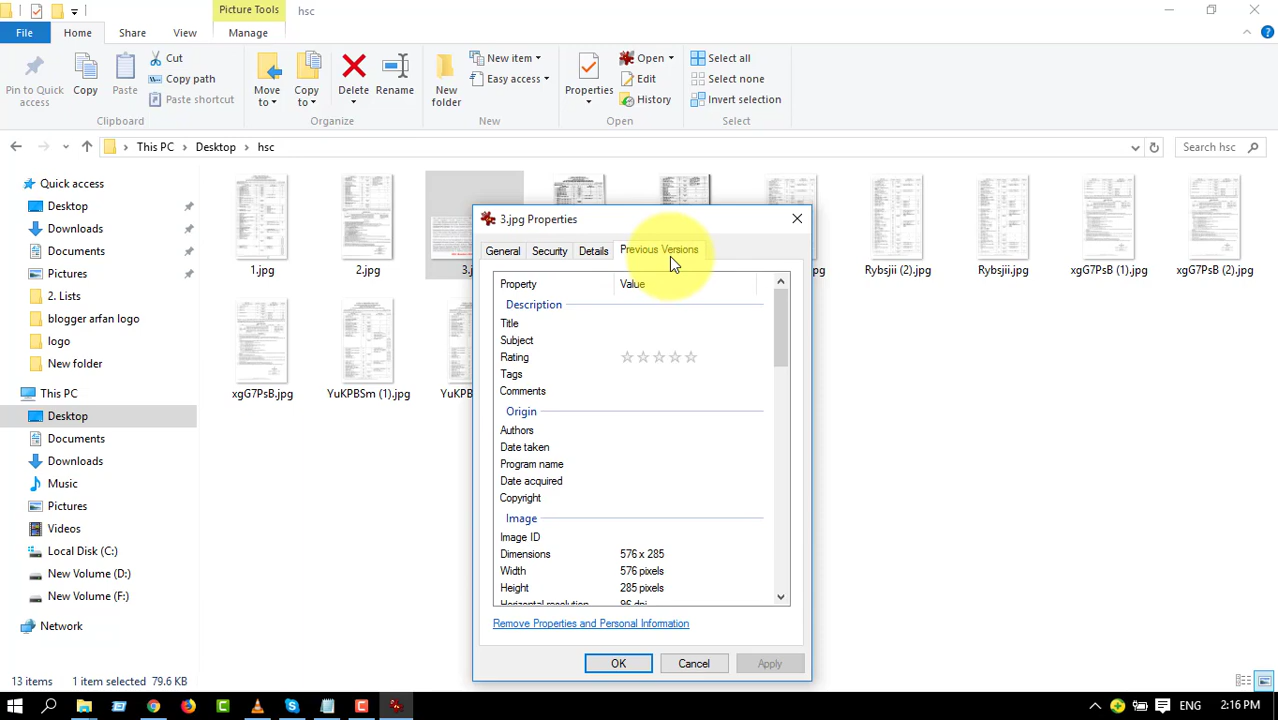 Picture Tools
hsc
File
Home
Share
View
Manage
Pin to Quick access
Copy
Paste
Cut
Copy path
Paste shortcut
Clipboard
Move to
Copy to
Delete
Rename
Organize
New folder
New item
Easy access
New
Properties
Open
Edit
History
Open
Select all
Select none
Invert selection
Select
This PC
Desktop
hsc
Search hsc
Quick access
Desktop
Downloads
Documents
Pictures
2. Lists
blogger arfan logo
logo
New folder
This PC
Desktop
Documents
Downloads
Music
Pictures
Videos
Local Disk (C:)
New Volume (D:)
New Volume (F:)
Network
1.jpg
2.jpg
Rybsjii (2).jpg
Rybsjii.jpg
xgG7PsB (1).jpg
xgG7PsB (2).jpg
xgG7PsB.jpg
YuKPBSm (1).jpg
3.jpg Properties
General
Security
Details
Previous Versions
Property
Value
Description
Title
Subject
Rating
Tags
Comments
Origin
Authors
Date taken
Program name
Date acquired
Copyright
Image
Image ID
Dimensions
576 x 285
Width
576 pixels
Height
285 pixels
Horizontal resolution
96 dpi
Remove Properties and Personal Information
OK
Cancel
Apply
13 items
1 item selected 79.6 KB
ENG
2:16 PM